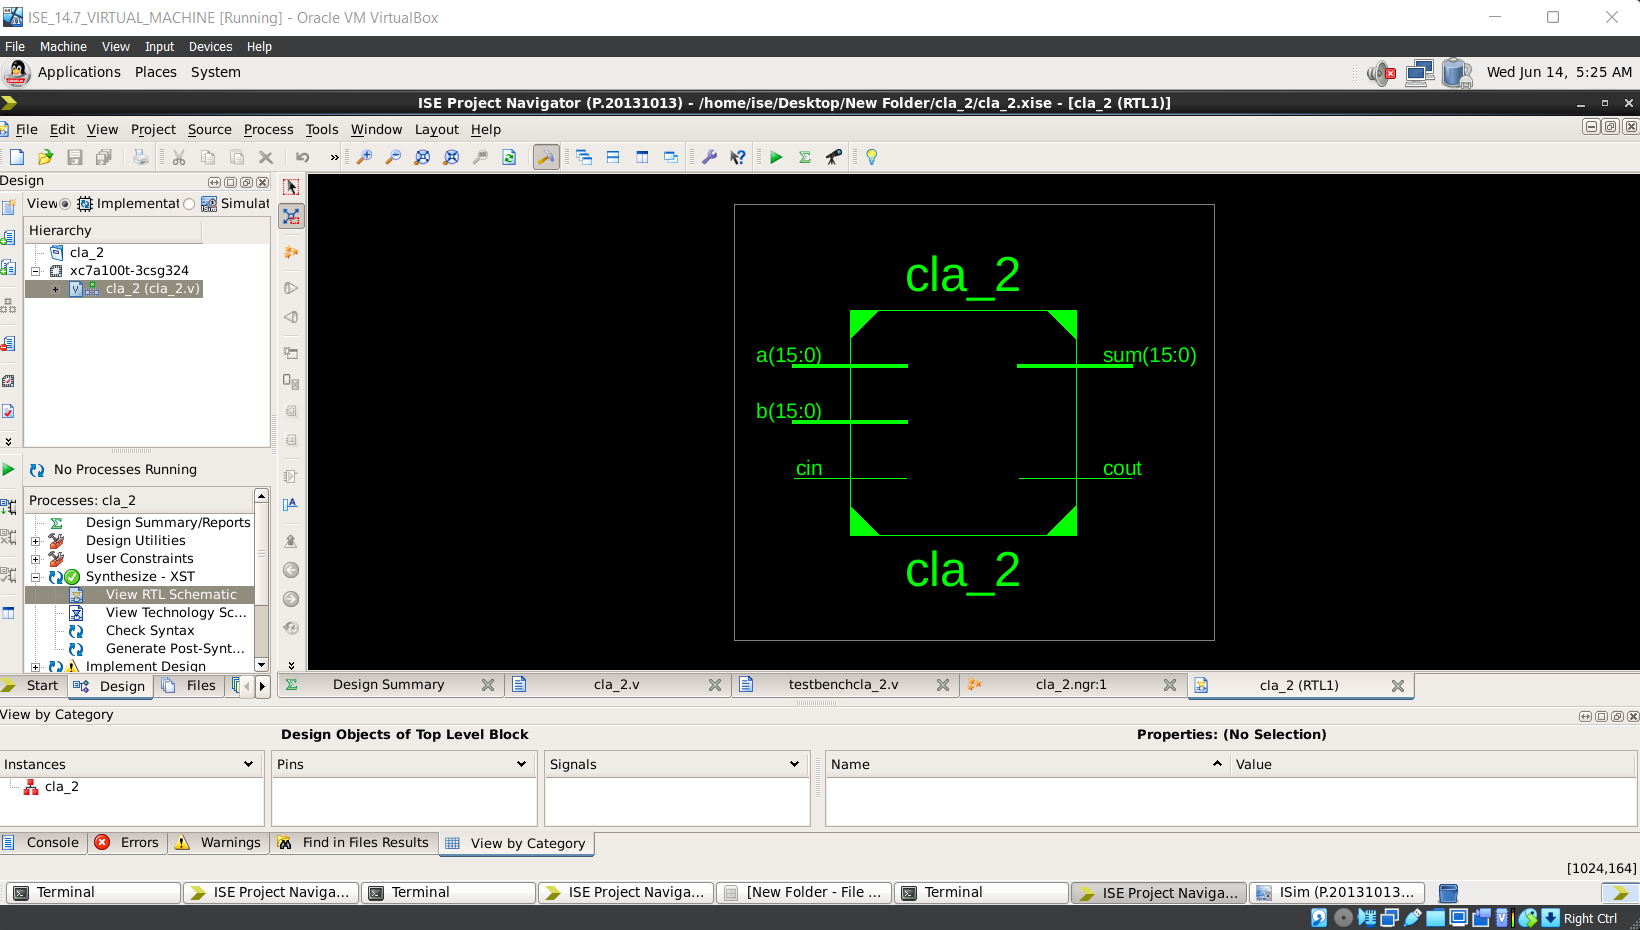 ISE_14.7_VIRTUAL_MACHINE [Running] - Oracle VM VirtualBox
File Machine View Input Devices Help
Applications Places System Wed Jun 14, 5:25 AM
ISE Project Navigator (P.20131013) - /home/ise/Desktop/New Folder/cla_2/cla_2.xise - [cla_2 (RTL1)]
File Edit View Project Source Process Tools Window Layout Help
Design
View Implementat Simulat
Hierarchy
cla_2
xc7a100t-3csg324
cla_2 (cla_2.v)
No Processes Running
Processes: cla_2
Design Summary/Reports
Design Utilities
User Constraints
Synthesize - XST
View RTL Schematic
View Technology Sc...
Check Syntax
Generate Post-Synt...
Implement Design
Start Design Files
cla_2
a(15:0) sum(15:0)
b(15:0)
cin cout
cla_2
Design Summary cla_2.v testbenchcla_2.v cla_2.ngr:1 cla_2 (RTL1)
View by Category
Design Objects of Top Level Block Properties: (No Selection)
Instances Pins Signals Name Value
cla_2
Console Errors Warnings Find in Files Results View by Category
[1024,164]
Terminal ISE Project Naviga... Terminal ISE Project Naviga... [New Folder - File ... Terminal ISE Project Naviga... ISim (P.20131013...
Right Ctrl